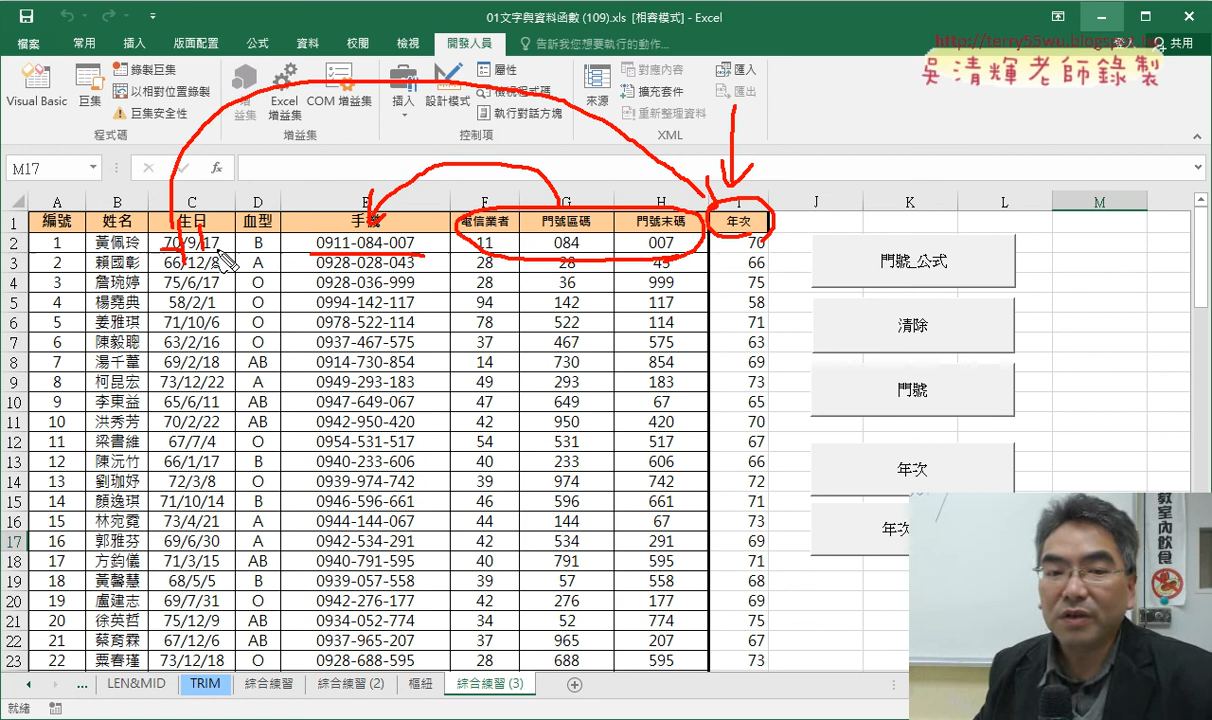 01文字與資料函數 (109).xls [相容模式] - Excel
檔案 常用 插入 版面配置 公式 資料 校閱 檢視 開發人員 告訴我您想要執行的動作... 登入 共用
http://terry55wu.blogspot.tw
吳清輝老師錄製
Visual Basic 巨集 錄製巨集 以相對位置錄製 巨集安全性 增益集 Excel 增益集 COM 增益集 插入 設計模式 屬性 檢視程式碼 執行對話方塊 來源 對應內容 擴充套件 重新整理資料 匯入 匯出
程式碼 增益集 控制項 XML
M17 fx
A B C D E F G H I J K L M
1 編號 姓名 生日 血型 手機 電信業者 門號區碼 門號末碼 年次
2 1 黃佩玲 70/9/17 B 0911-084-007 11 084 007 70
3 2 賴國彰 66/12/8 A 0928-028-043 28 28 43 66
4 3 詹琬婷 75/6/17 O 0928-036-999 28 36 999 75
5 4 楊堯典 58/2/1 O 0994-142-117 94 142 117 58
6 5 姜雅琪 71/10/6 O 0978-522-114 78 522 114 71
7 6 陳毅聰 63/2/16 O 0937-467-575 37 467 575 63
8 7 湯千葦 69/2/18 AB 0914-730-854 14 730 854 69
9 8 柯昆宏 73/12/22 A 0949-293-183 49 293 183 73
10 9 李東益 65/6/11 AB 0947-649-067 47 649 67 65
11 10 洪秀芳 70/2/22 AB 0942-950-420 42 950 420 70
12 11 梁書維 67/7/4 O 0954-531-517 54 531 517 67
13 12 陳沅竹 66/1/17 B 0940-233-606 40 233 606 66
14 13 劉珈妤 72/3/8 O 0939-974-742 39 974 742 72
15 14 顏逸琪 71/10/14 B 0946-596-661 46 596 661 71
16 15 林宛霓 73/4/21 A 0944-144-067 44 144 67 73
17 16 郭雅芬 69/6/30 A 0942-534-291 42 534 291 69
18 17 方鈞儀 71/3/15 AB 0940-791-595 40 791 595 71
19 18 黃馨慧 68/5/5 B 0939-057-558 39 57 558 68
20 19 盧建志 69/7/31 O 0942-276-177 42 276 177 69
21 20 徐英哲 75/12/9 AB 0934-052-774 34 52 774 75
22 21 蔡育霖 67/12/6 AB 0937-965-207 37 965 207 67
23 22 粟春瑾 73/12/18 O 0928-688-595 28 688 595 73
門號_公式
清除
門號
年次
年次
教室內飲食
... LEN&MID TRIM 綜合練習 綜合練習 (2) 樞紐 綜合練習 (3)
就緒